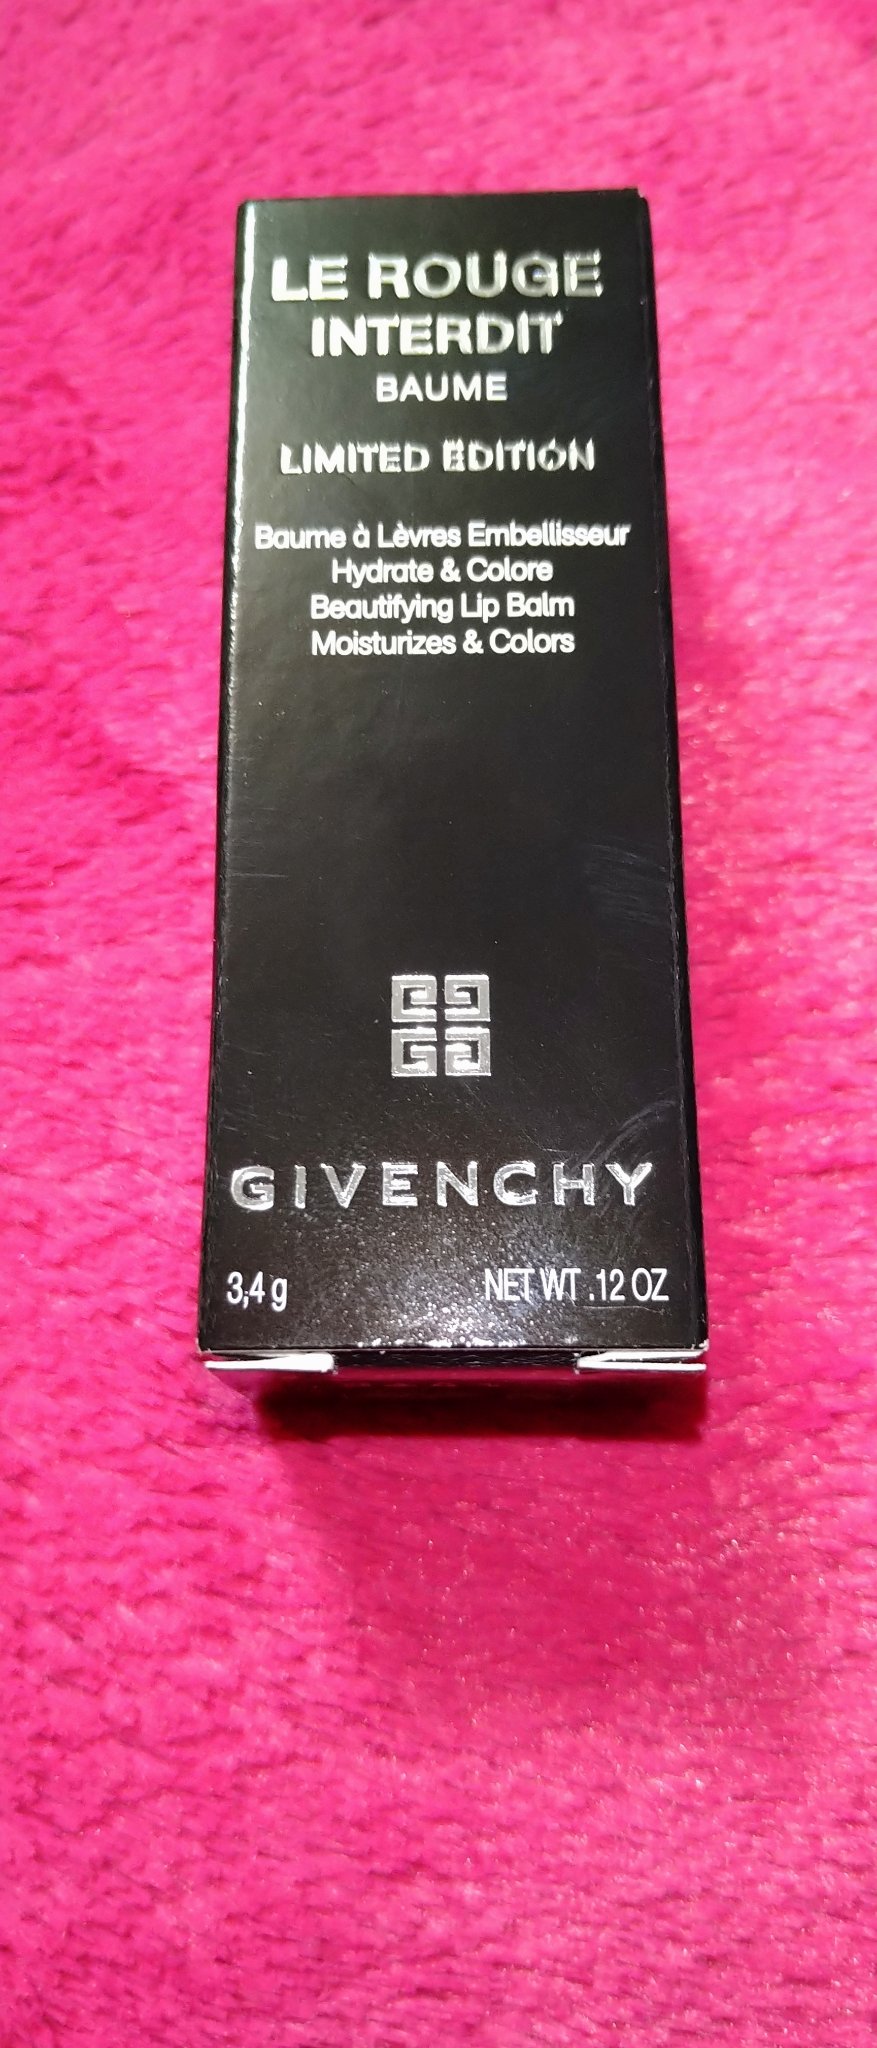 LE ROUGE
INTERDIT
BAUME
LIMITED EDITION
Baume à Lèvres Embellisseur
Hydrate & Colore
Beautifying Lip Balm
Moisturizes & Colors
GIVENCHY
3,4 g NET WT .12 OZ